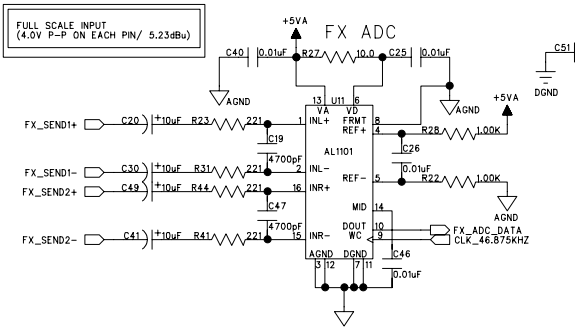 FULL SCALE INPUT
(4.0V P-P ON EACH PIN/ 5.23dBu)
+5VA
FX ADC
C40 0.01uF R27 10.0 C25 0.01uF
C51
DGND
AGND
13 U11 6
VA VD
AGND
+5VA
FX_SEND1+ C20 +10uF R23 221 1 INL+ FRMT 8
REF+ 4 R28 1.00K
C19
4700pF
AL1101
C26
0.01uF
FX_SEND1- C30 +10uF R31 221 2 INL-
FX_SEND2+ C49 +10uF R44 221 16 INR+ REF- 5 R22 1.00K
AGND
C47
4700pF
MID 14
DOUT 10 FX_ADC_DATA
FX_SEND2- C41 +10uF R41 221 15 INR- WC 9 CLK_46.875KHZ
AGND DGND
3 12 7 11
C46
0.01uF